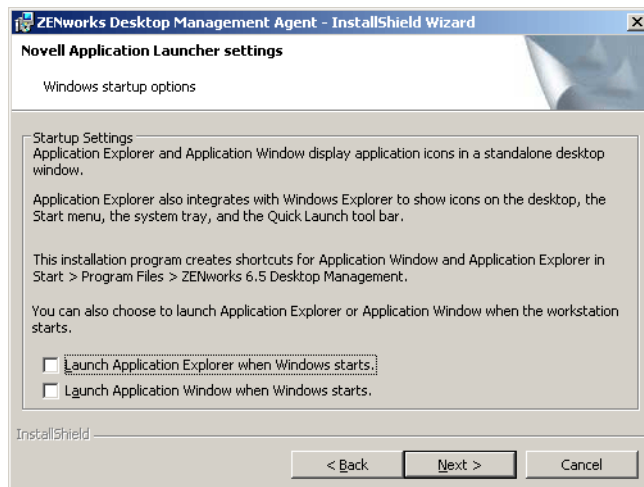 ZENworks Desktop Management Agent - InstallShield Wizard
Novell Application Launcher settings
Windows startup options
Startup Settings
Application Explorer and Application Window display application icons in a standalone desktop
window.
Application Explorer also integrates with Windows Explorer to show icons on the desktop, the
Start menu, the system tray, and the Quick Launch tool bar.
This installation program creates shortcuts for Application Window and Application Explorer in
Start > Program Files > ZENworks 6.5 Desktop Management.
You can also choose to launch Application Explorer or Application Window when the workstation
starts.
Launch Application Explorer when Windows starts.
Launch Application Window when Windows starts.
InstallShield
< Back
Next >
Cancel